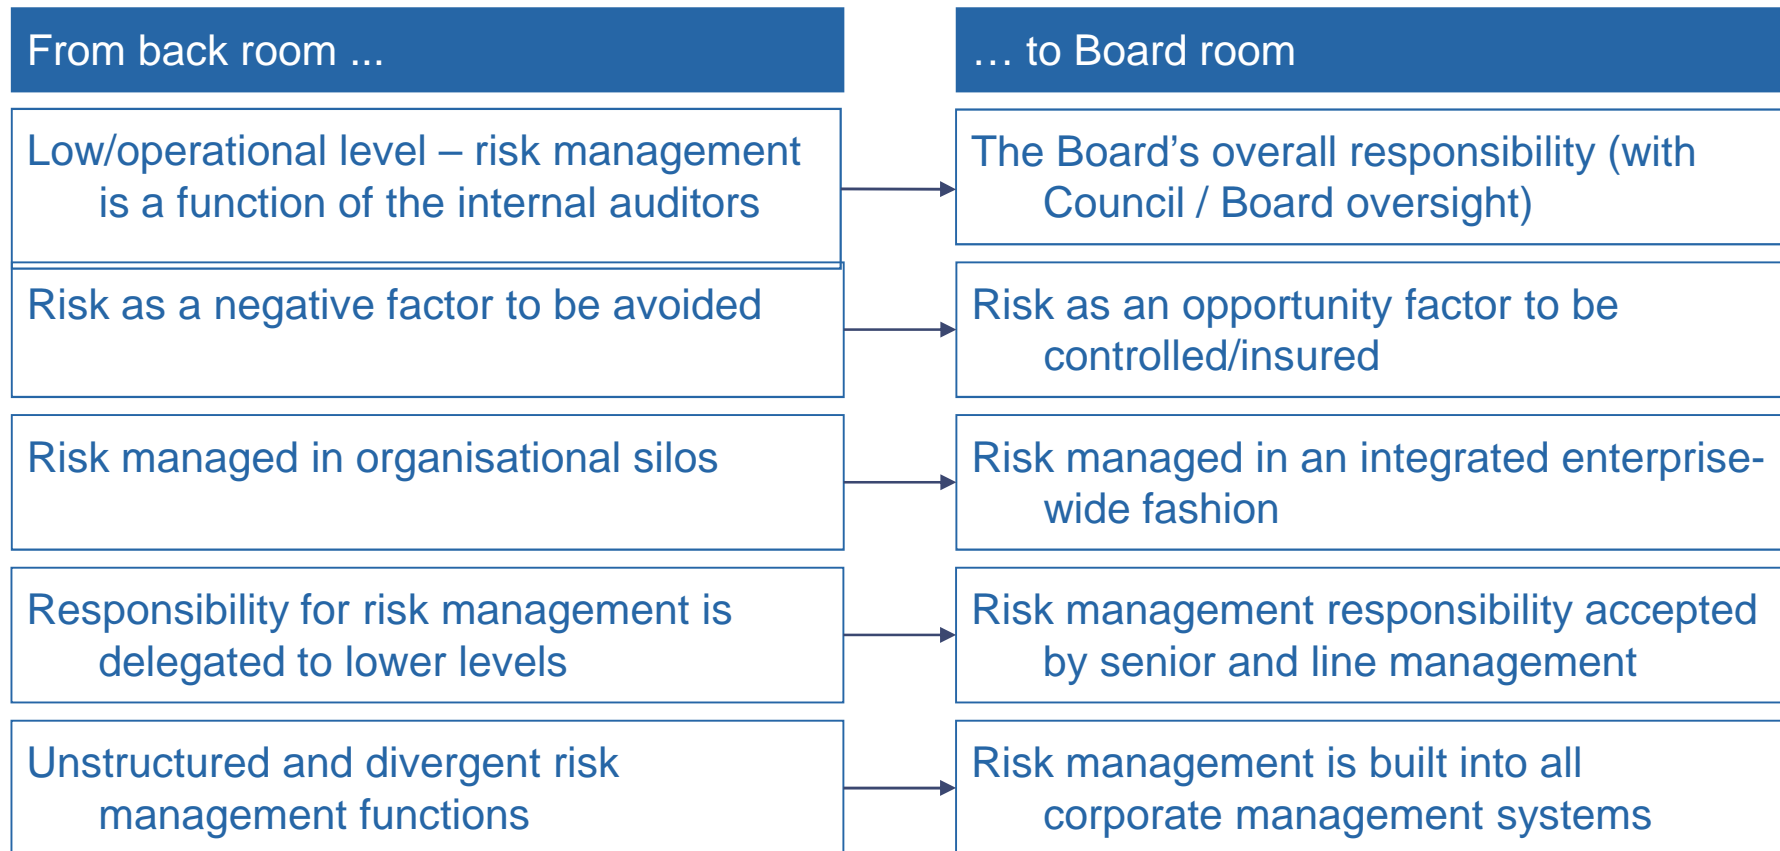 From back room ...
… to Board room
Low/operational level – risk management
is a function of the internal auditors
The Board’s overall responsibility (with
Council / Board oversight)
Risk as a negative factor to be avoided
Risk as an opportunity factor to be
controlled/insured
Risk managed in organisational silos
Risk managed in an integrated enterprise-
wide fashion
Responsibility for risk management is
delegated to lower levels
Risk management responsibility accepted
by senior and line management
Unstructured and divergent risk
management functions
Risk management is built into all
corporate management systems